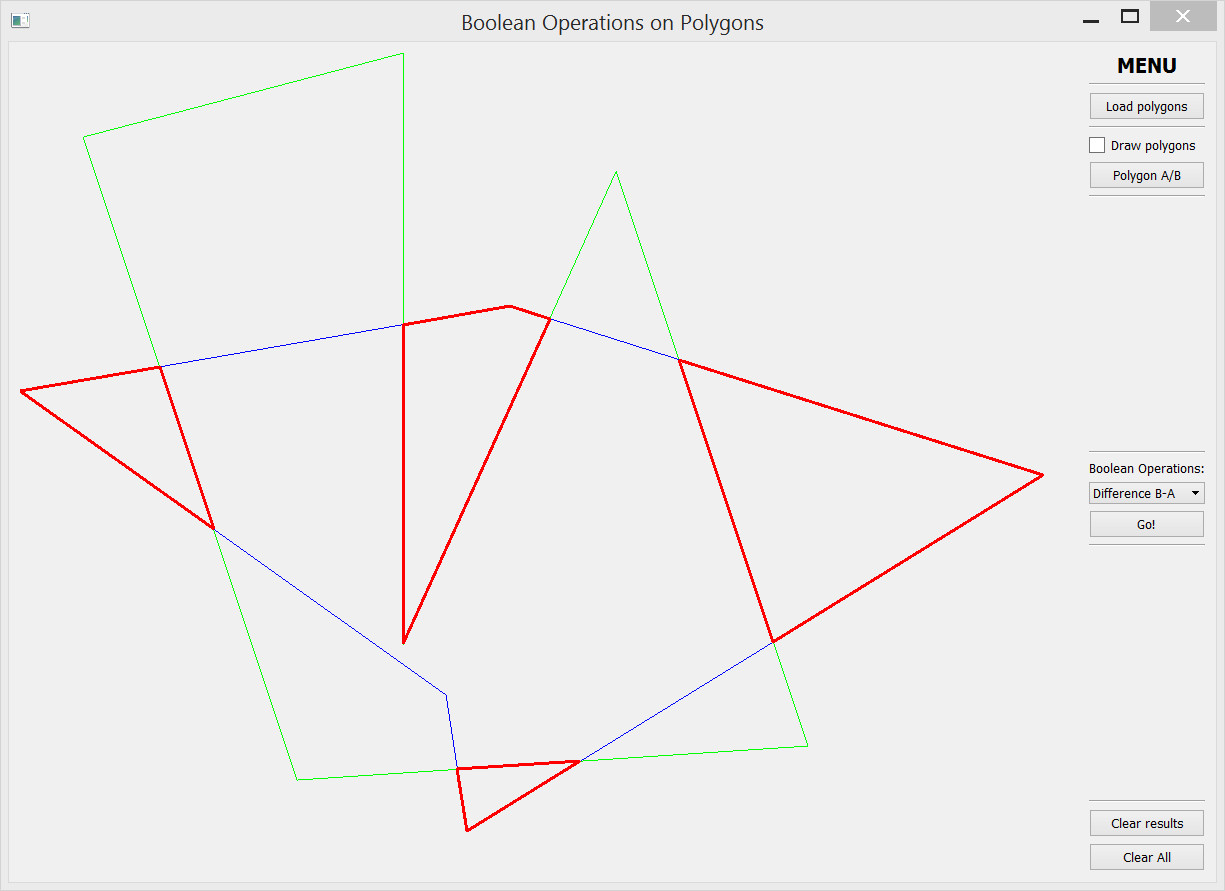 Boolean Operations on Polygons
MENU
Load polygons
Draw polygons
Polygon A/B
Boolean Operations:
Difference B-A
Go!
Clear results
Clear All